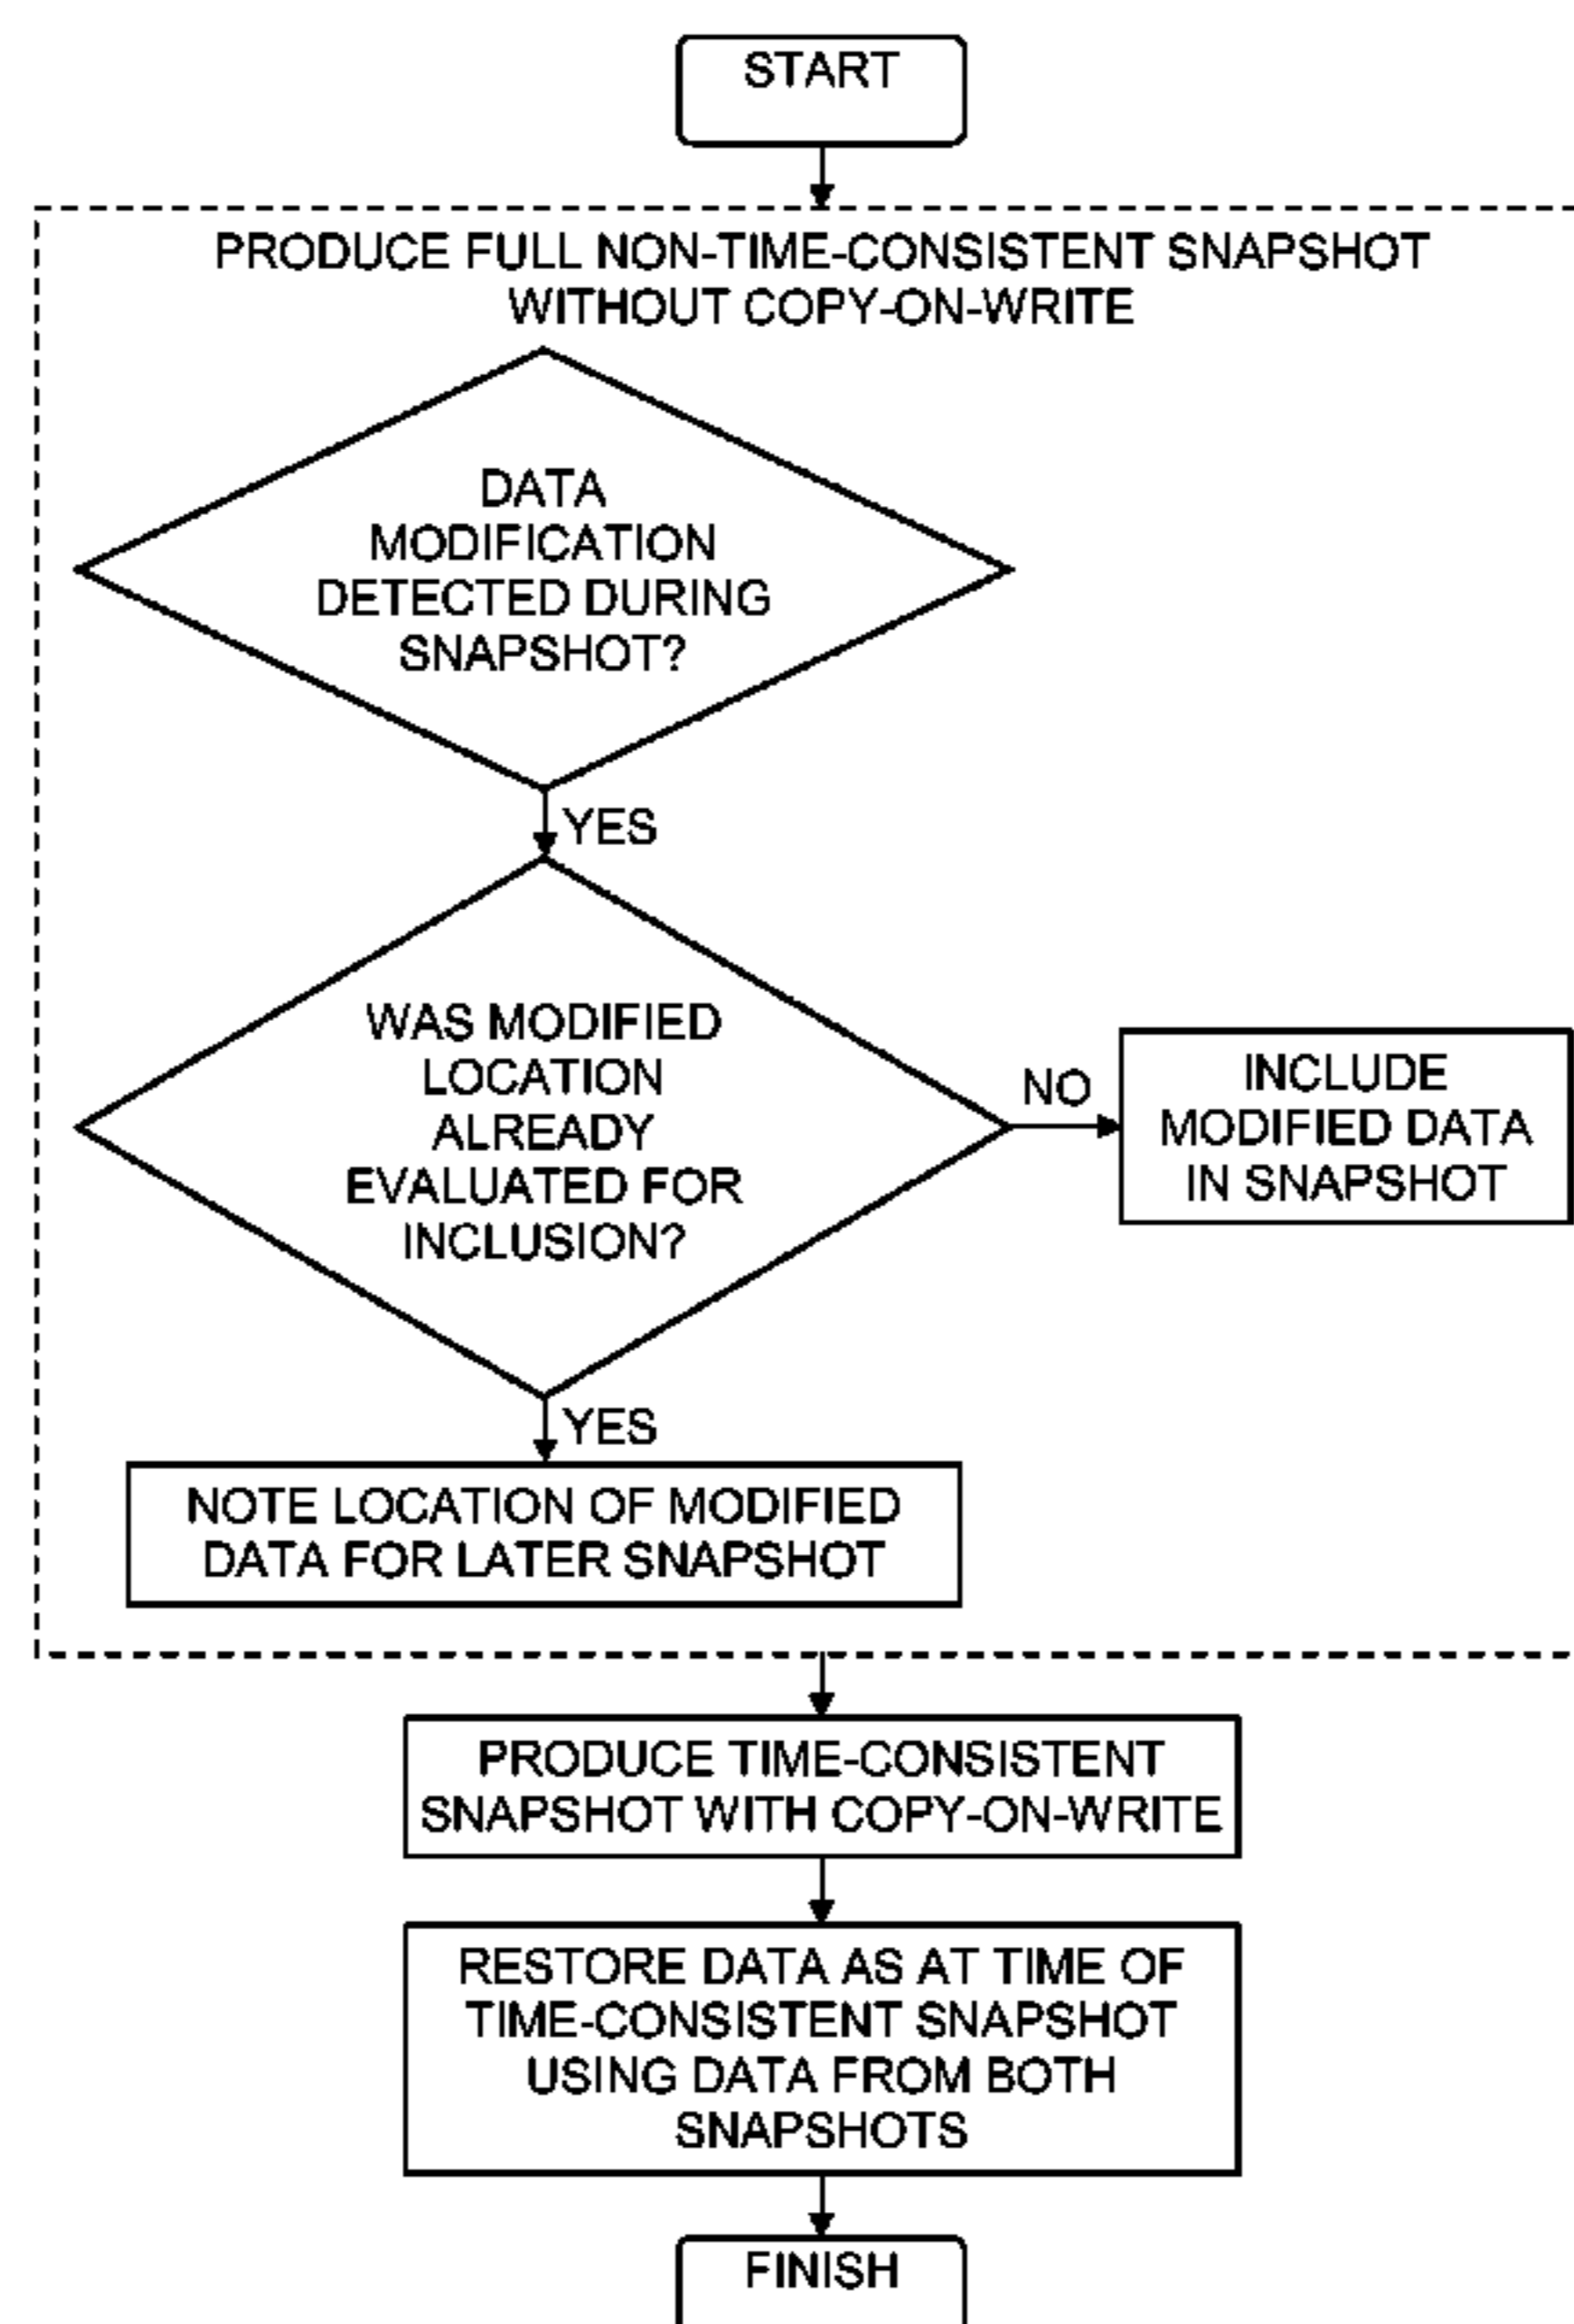 START
PRODUCE FULL NON-TIME-CONSISTENT SNAPSHOT
WITHOUT COPY-ON-WRITE
DATA
MODIFICATION
DETECTED DURING
SNAPSHOT?
YES
WAS MODIFIED
LOCATION
ALREADY
EVALUATED FOR
INCLUSION?
NO
INCLUDE
MODIFIED DATA
IN SNAPSHOT
YES
NOTE LOCATION OF MODIFIED
DATA FOR LATER SNAPSHOT
PRODUCE TIME-CONSISTENT
SNAPSHOT WITH COPY-ON-WRITE
RESTORE DATA AS AT TIME OF
TIME-CONSISTENT SNAPSHOT
USING DATA FROM BOTH
SNAPSHOTS
FINISH